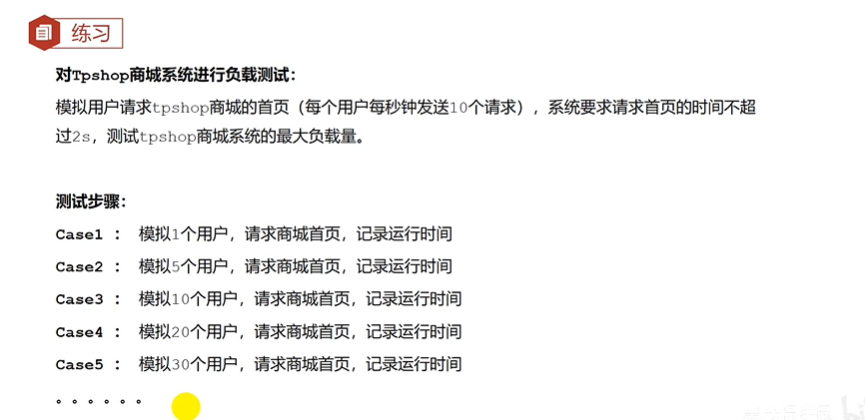 练习
对Tpshop商城系统进行负载测试：
模拟用户请求tpshop商城的首页（每个用户每秒钟发送10个请求），系统要求请求首页的时间不超
过2s，测试tpshop商城系统的最大负载量。
测试步骤：
Case1 ： 模拟1个用户，请求商城首页，记录运行时间
Case2 ： 模拟5个用户，请求商城首页，记录运行时间
Case3 ： 模拟10个用户，请求商城首页，记录运行时间
Case4 ： 模拟20个用户，请求商城首页，记录运行时间
Case5 ： 模拟30个用户，请求商城首页，记录运行时间
。。。。。。